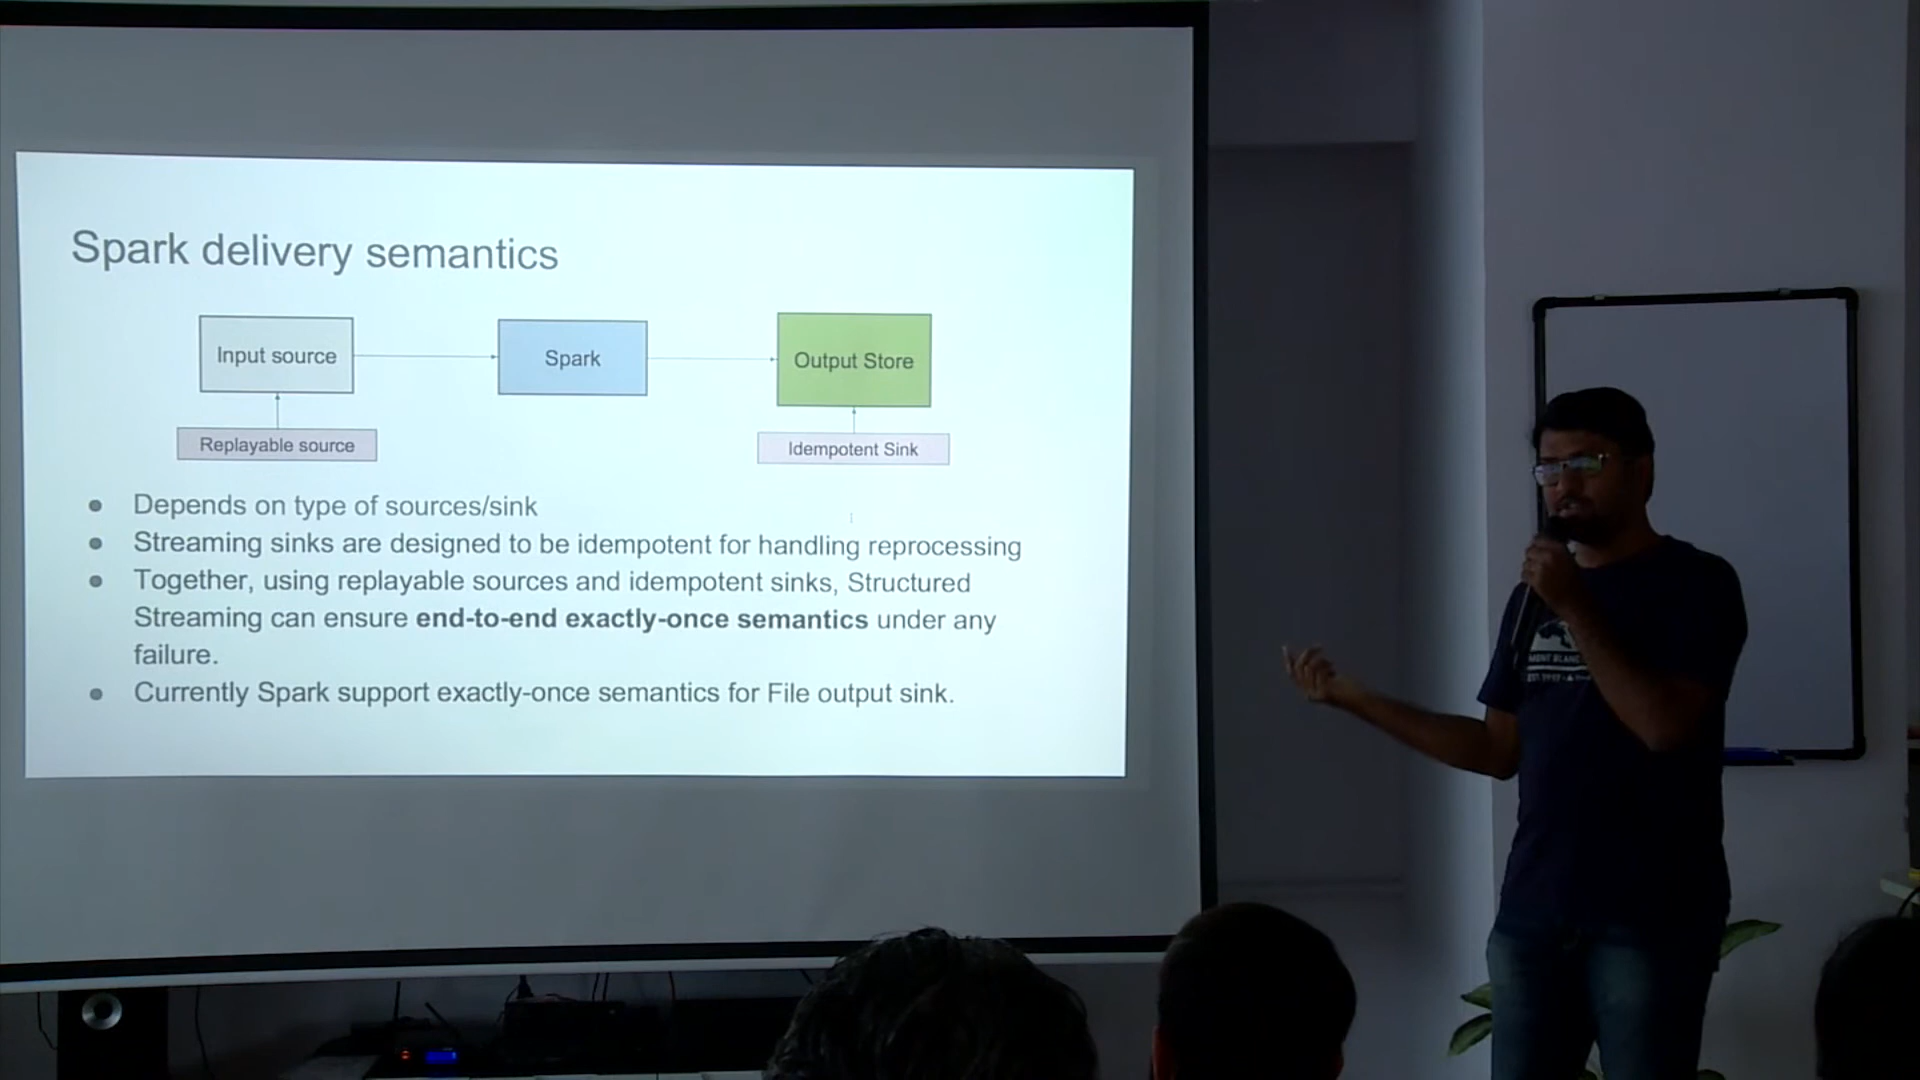 Spark delivery semantics
Input source
Spark
Output Store
Replayable source
Idempotent Sink
Depends on type of sources/sink
Streaming sinks are designed to be idempotent for handling reprocessing
Together, using replayable sources and idempotent sinks, Structured
Streaming can ensure end-to-end exactly-once semantics under any
failure.
Currently Spark support exactly-once semantics for File output sink.
MONT BLANC